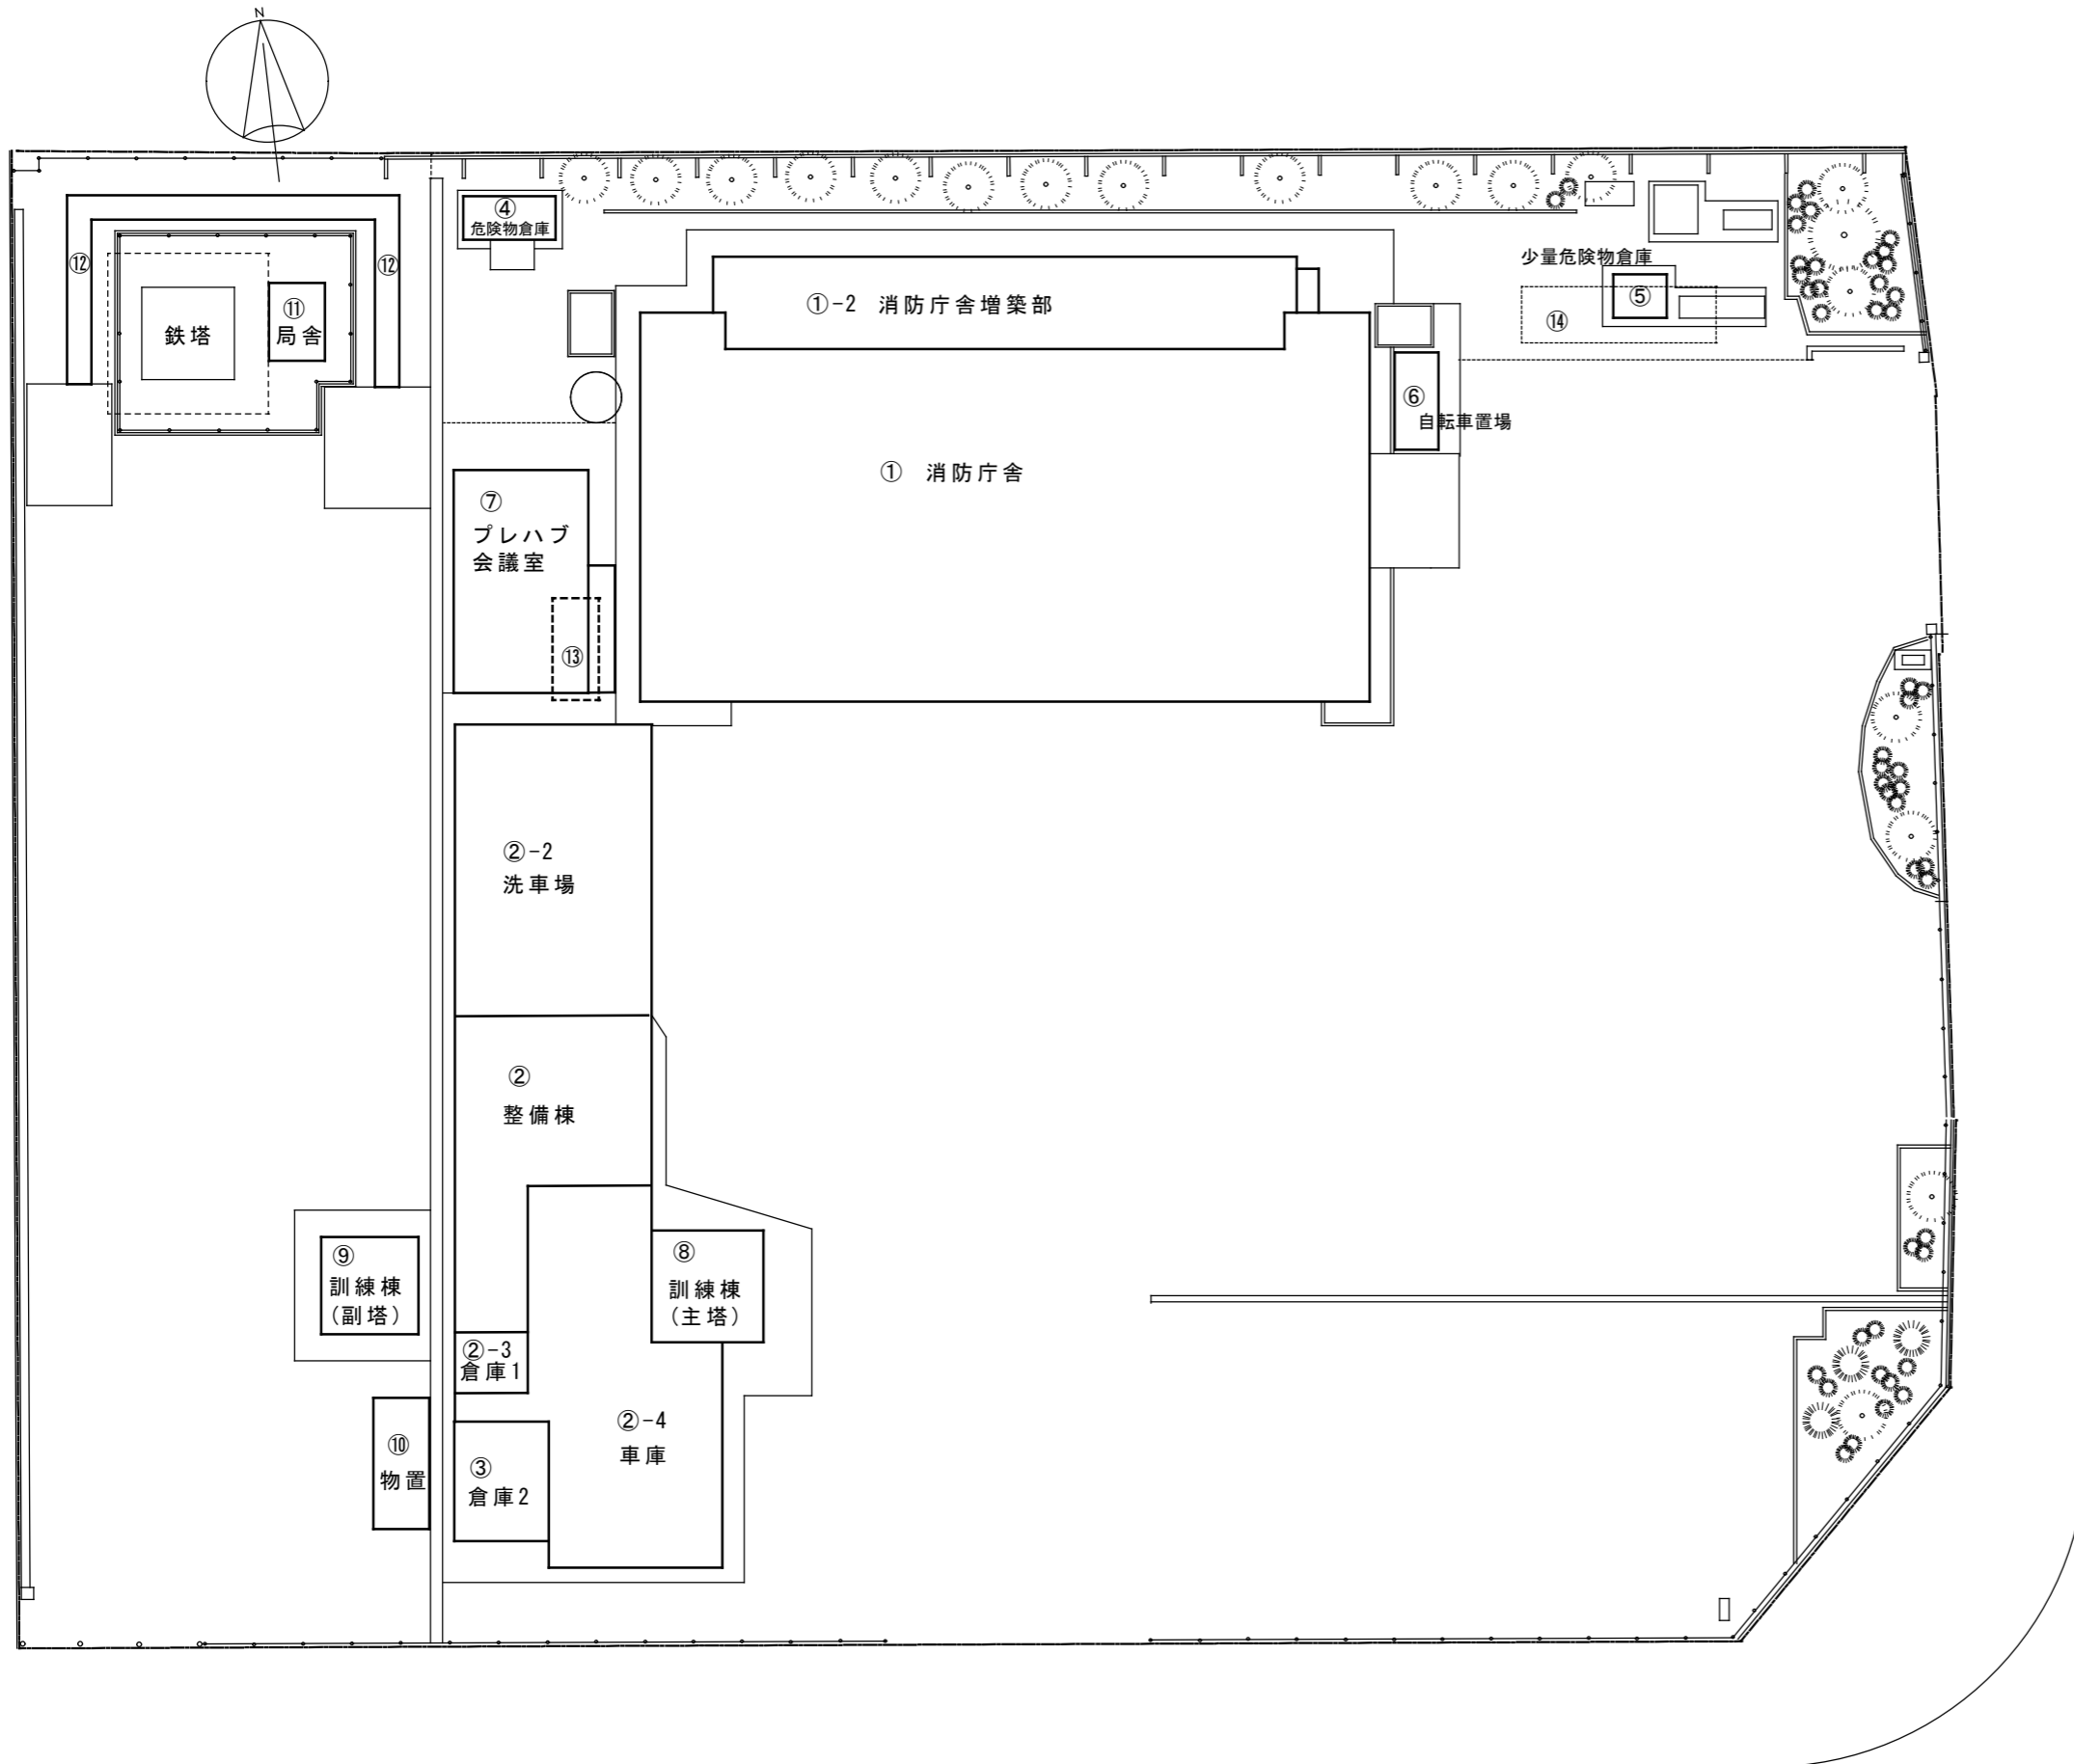 N
④
危険物倉庫
⑫
⑫
⑪
局舎
鉄塔
①-2 消防庁舎増築部
少量危険物倉庫
⑤
⑭
⑥
自転車置場
① 消防庁舎
⑦
プレハブ
会議室
⑬
②-2
洗車場
②
整備棟
⑨
訓練棟
(副塔)
⑧
訓練棟
(主塔)
②-3
倉庫1
②-4
車庫
⑩
物置
③
倉庫2